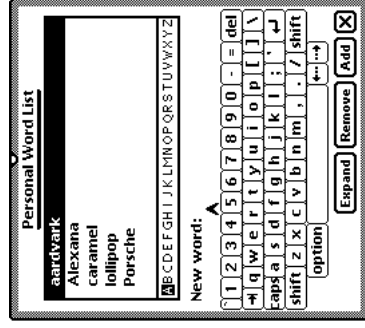 Personal Word List
aardvark
Alexana
caramel
lollipop
Porsche
ABCDEFGHIJKLMNOPQRSTUVWXYZ
New word:
` 1 2 3 4 5 6 7 8 9 0 - = del
q w e r t y u i o p [ ] \
caps a s d f g h j k l ; '
shift z x c v b n m , . / shift
option
Expand Remove Add